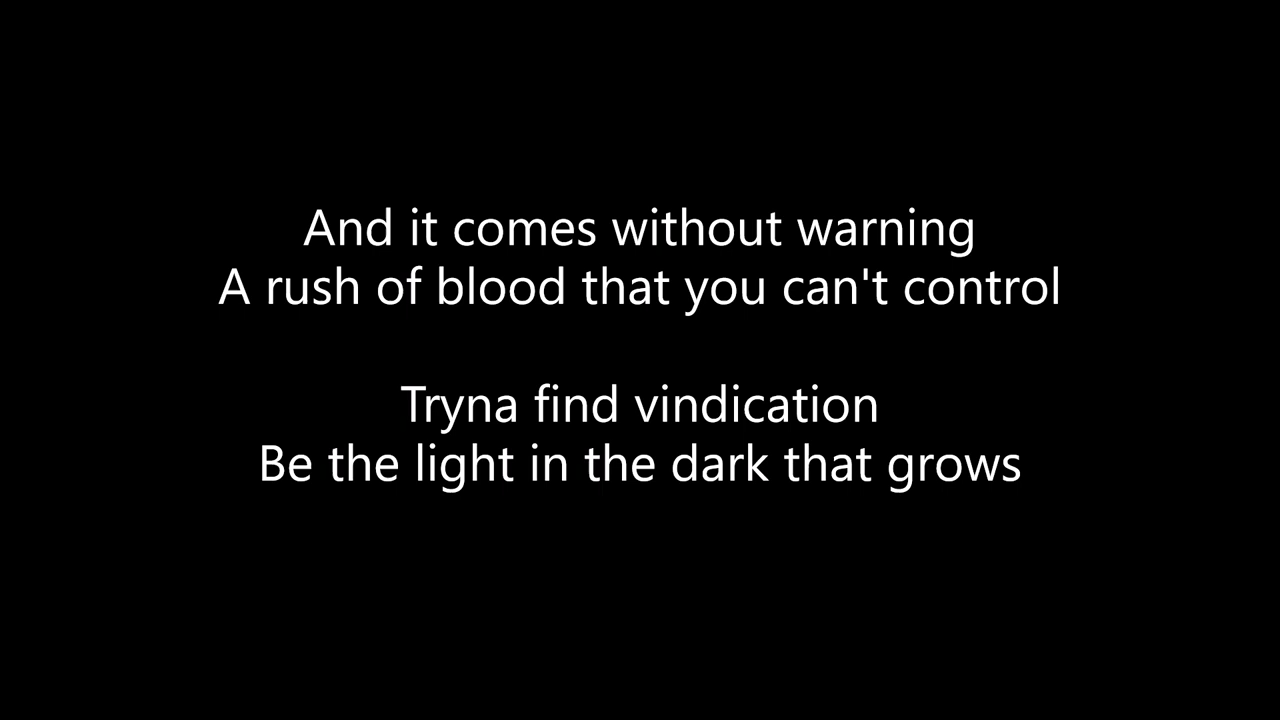 And it comes without warning
A rush of blood that you can't control
Tryna find vindication
Be the light in the dark that grows